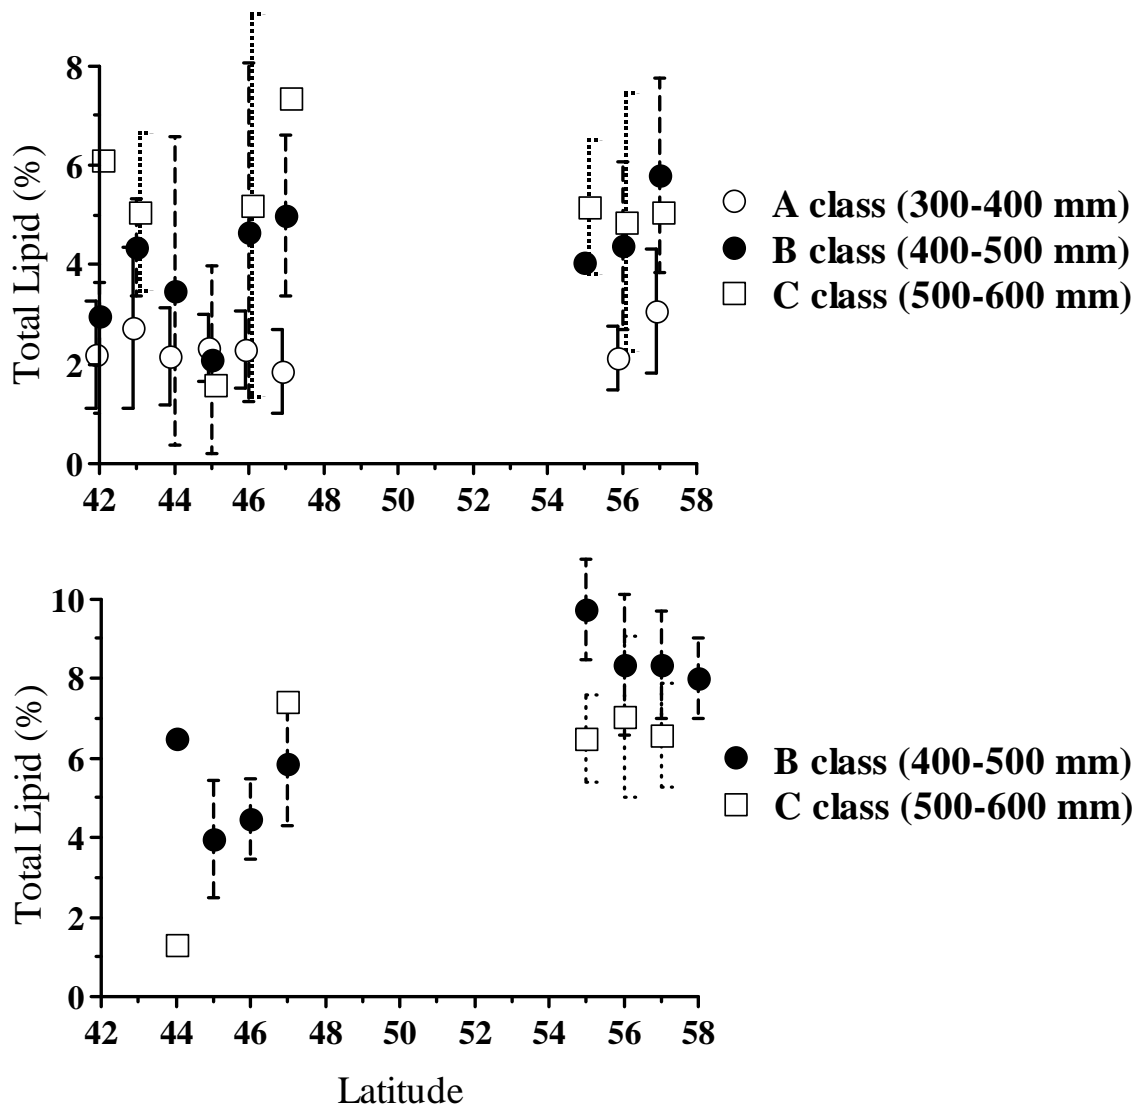 8
6
4
2
0
Total Lipid (%)
42 44 46 48 50 52 54 56 58
A class (300-400 mm)
B class (400-500 mm)
C class (500-600 mm)
10
8
6
4
2
0
Total Lipid (%)
42 44 46 48 50 52 54 56 58
Latitude
B class (400-500 mm)
C class (500-600 mm)